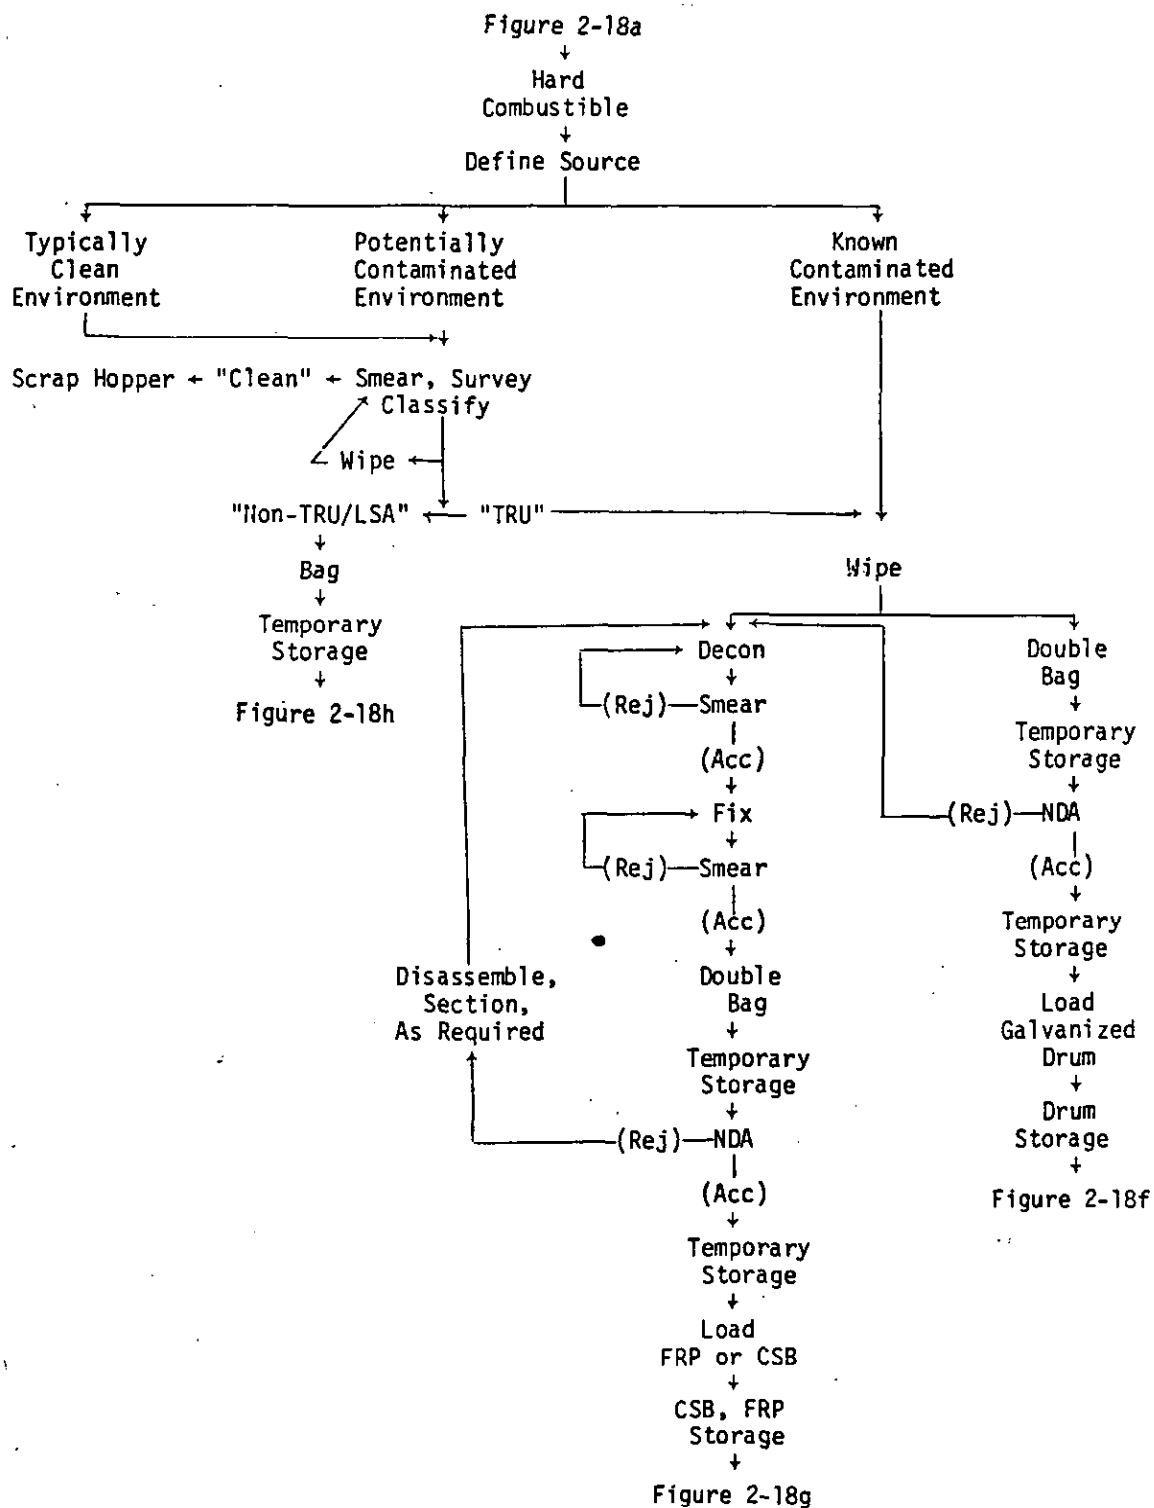 Figure 2-18a
Hard
Combustible
Define Source
Typically
Clean
Environment
Potentially
Contaminated
Environment
Known
Contaminated
Environment
Scrap Hopper ← "Clean" ← Smear, Survey
Classify
Wipe
"Non-TRU/LSA" ← "TRU"
Bag
Temporary
Storage
Figure 2-18h
Wipe
Decon
(Rej)—Smear
(Acc)
Fix
(Rej)—Smear
(Acc)
Double
Bag
Temporary
Storage
(Rej)—NDA
Disassemble,
Section,
As Required
(Acc)
Temporary
Storage
Load
FRP or CSB
CSB, FRP
Storage
Figure 2-18g
Double
Bag
Temporary
Storage
(Rej)—NDA
(Acc)
Temporary
Storage
Load
Galvanized
Drum
Drum
Storage
Figure 2-18f